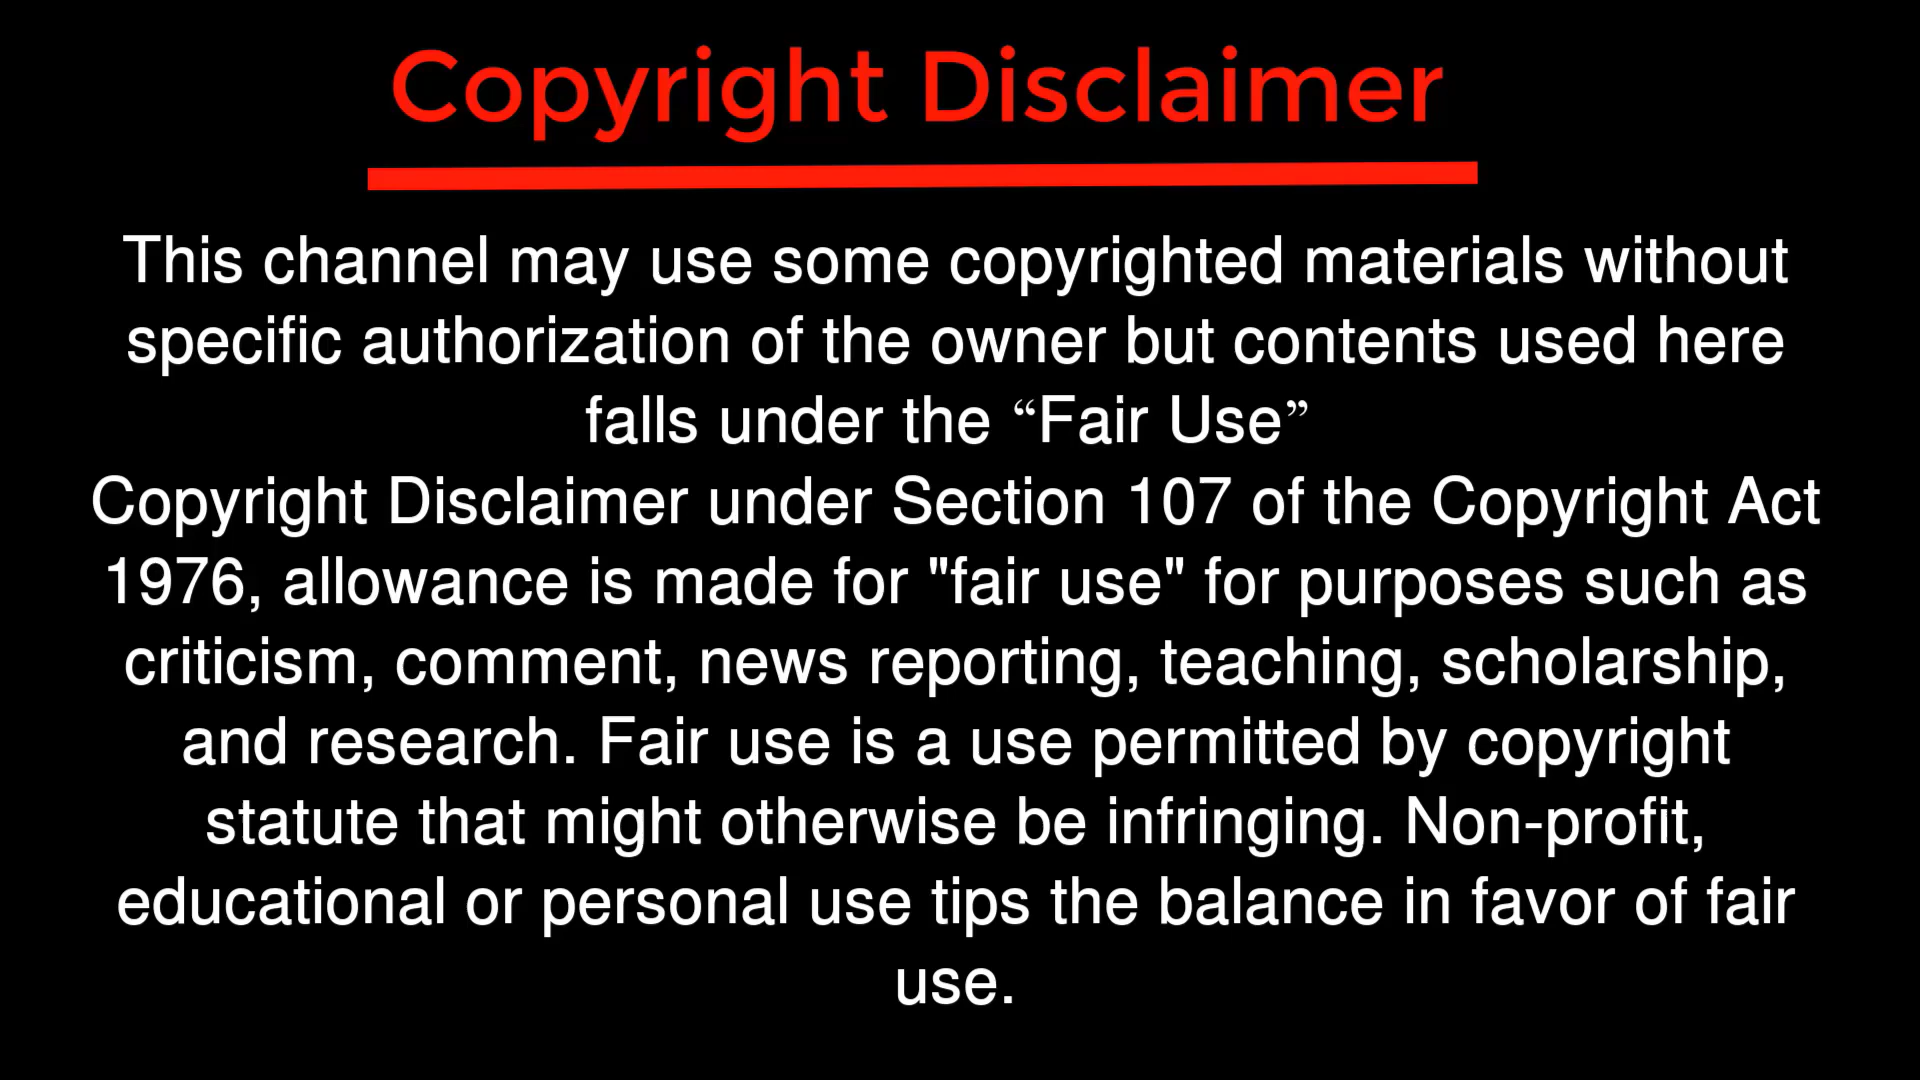 Copyright Disclaimer
This channel may use some copyrighted materials without
specific authorization of the owner but contents used here
falls under the “Fair Use”
Copyright Disclaimer under Section 107 of the Copyright Act
1976, allowance is made for "fair use" for purposes such as
criticism, comment, news reporting, teaching, scholarship,
and research. Fair use is a use permitted by copyright
statute that might otherwise be infringing. Non-profit,
educational or personal use tips the balance in favor of fair
use.